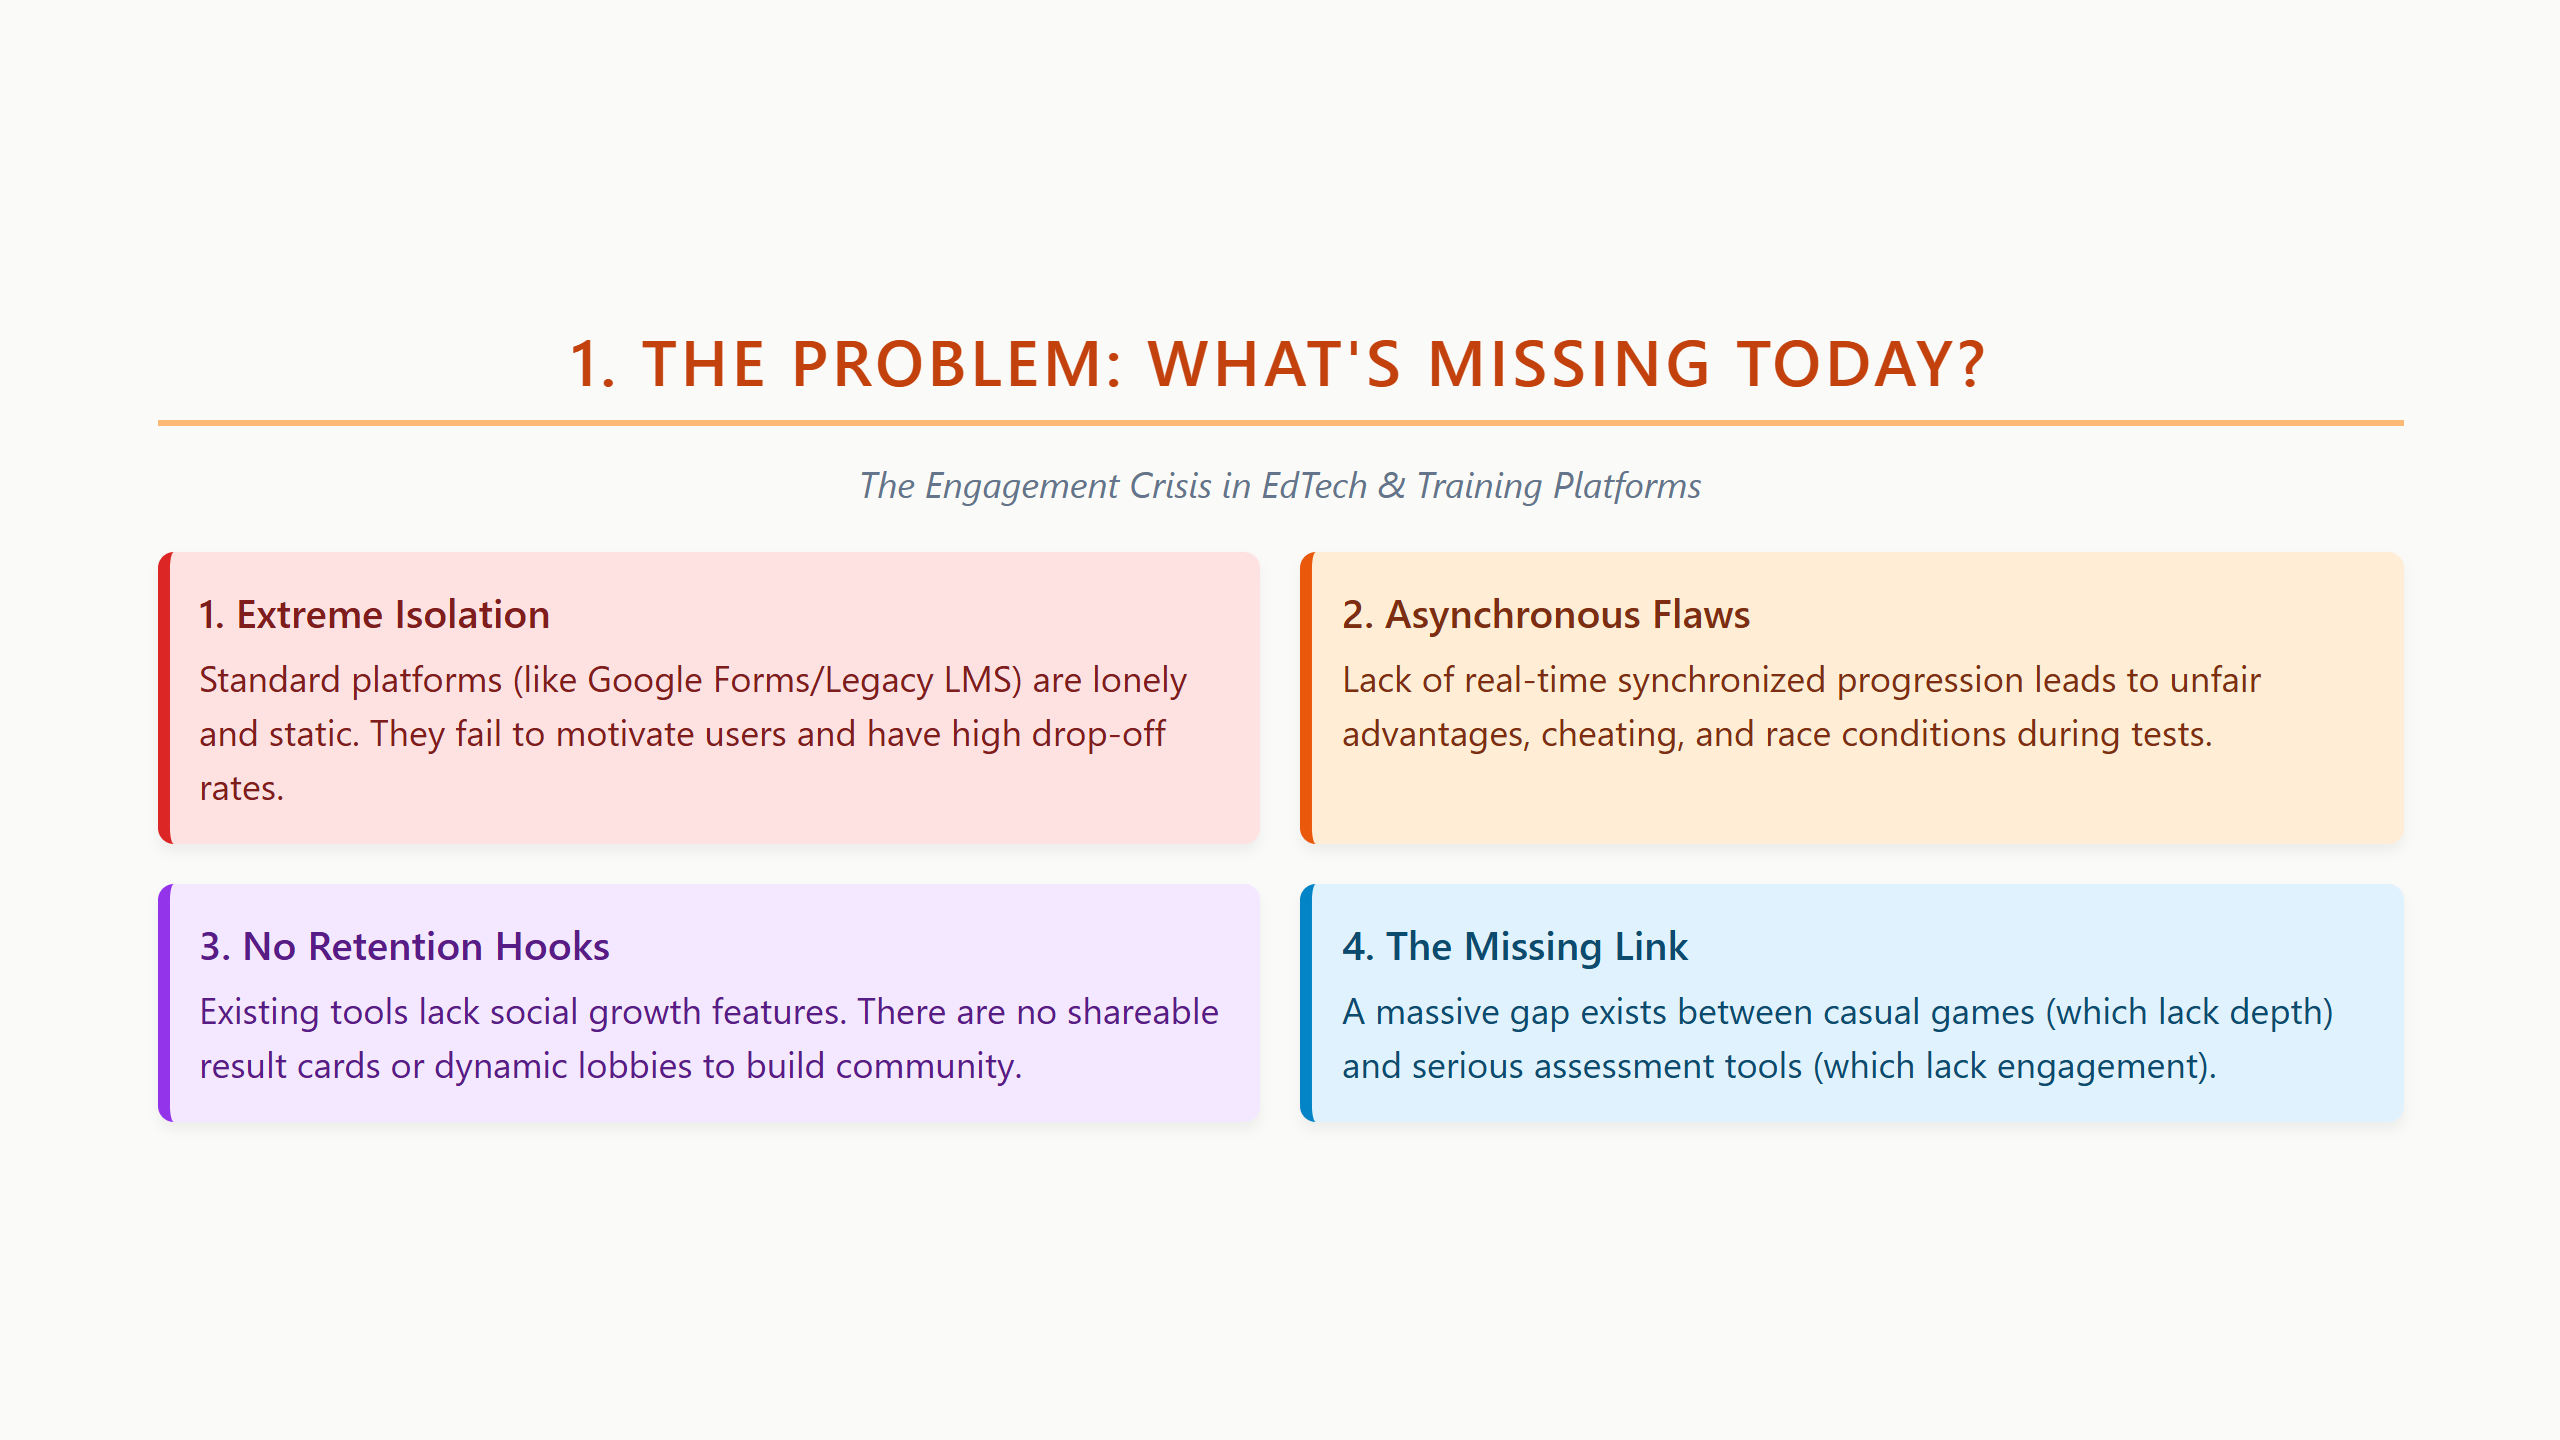 1. THE PROBLEM: WHAT'S MISSING TODAY?
The Engagement Crisis in EdTech & Training Platforms
1. Extreme Isolation
Standard platforms (like Google Forms/Legacy LMS) are lonely
and static. They fail to motivate users and have high drop-off
rates.
2. Asynchronous Flaws
Lack of real-time synchronized progression leads to unfair
advantages, cheating, and race conditions during tests.
3. No Retention Hooks
Existing tools lack social growth features. There are no shareable
result cards or dynamic lobbies to build community.
4. The Missing Link
A massive gap exists between casual games (which lack depth)
and serious assessment tools (which lack engagement).